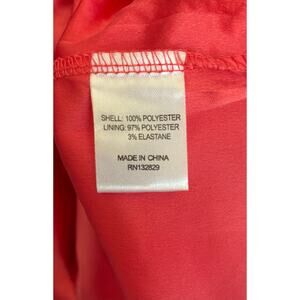 SHELL: 100% POLYESTER
LINING: 97% POLYESTER
3% ELASTANE
MADE IN CHINA
RN132829